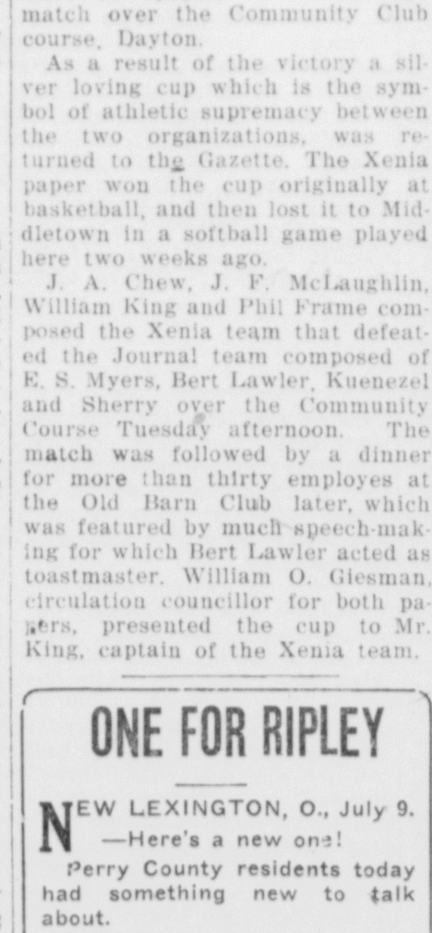 match over the Community Club
course, Dayton.
As a result of the victory a sil-
ver loving cup which is the sym-
bol of athletic supremacy between
the two organizations, was re-
turned to the Gazette. The Xenia
paper won the cup originally at
basketball, and then lost it to Mid-
dletown in a softball game played
here two weeks ago.
J. A. Chew, J. F. McLaughlin,
William King and Phil Frame com-
posed the Xenia team that defeat-
ed the Journal team composed of
E. S. Myers, Bert Lawler, Kuenezel
and Sherry over the Community
Course Tuesday afternoon. The
match was followed by a dinner
for more than thirty employes at
the Old Barn Club later, which
was featured by much speech-mak-
ing for which Bert Lawler acted as
toastmaster. William O. Giesman,
circulation councillor for both pa-
pers, presented the cup to Mr.
King, captain of the Xenia team.
ONE FOR RIPLEY
NEW LEXINGTON, O., July 9.
—Here's a new one!
Perry County residents today
had something new to talk
about.